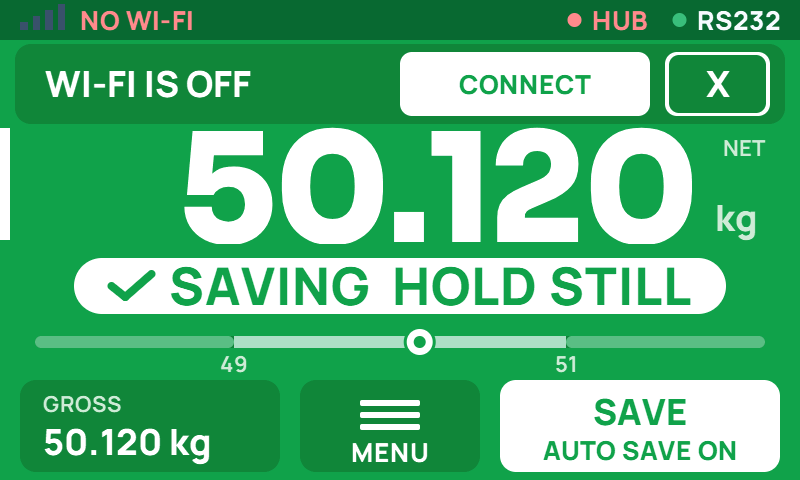 NO WI-FI
HUB
RS232
WI-FI IS OFF
CONNECT
X
50.120
NET
kg
SAVING HOLD STILL
49
51
GROSS
50.120 kg
MENU
SAVE
AUTO SAVE ON